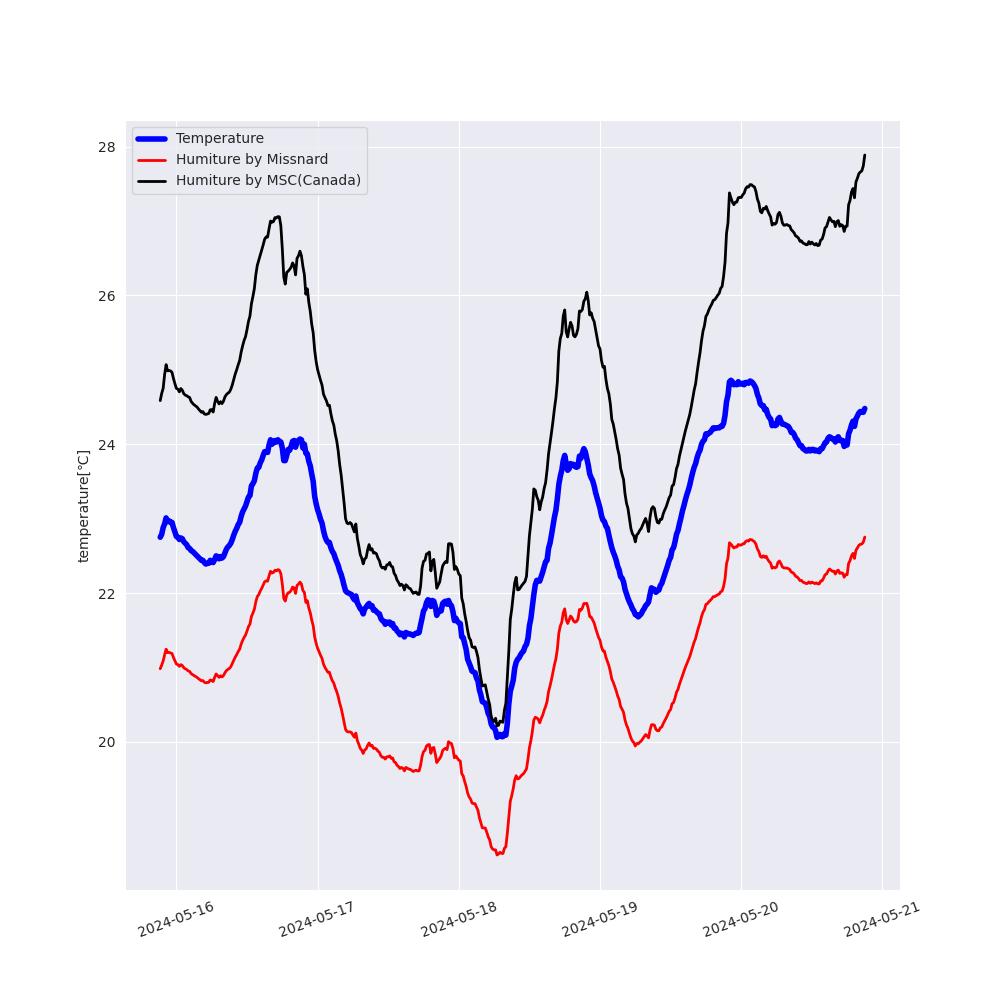 Temperature
Humiture by Missnard
Humiture by MSC(Canada)
temperature[℃]
28
26
24
22
20
2024-05-16
2024-05-17
2024-05-18
2024-05-19
2024-05-20
2024-05-21